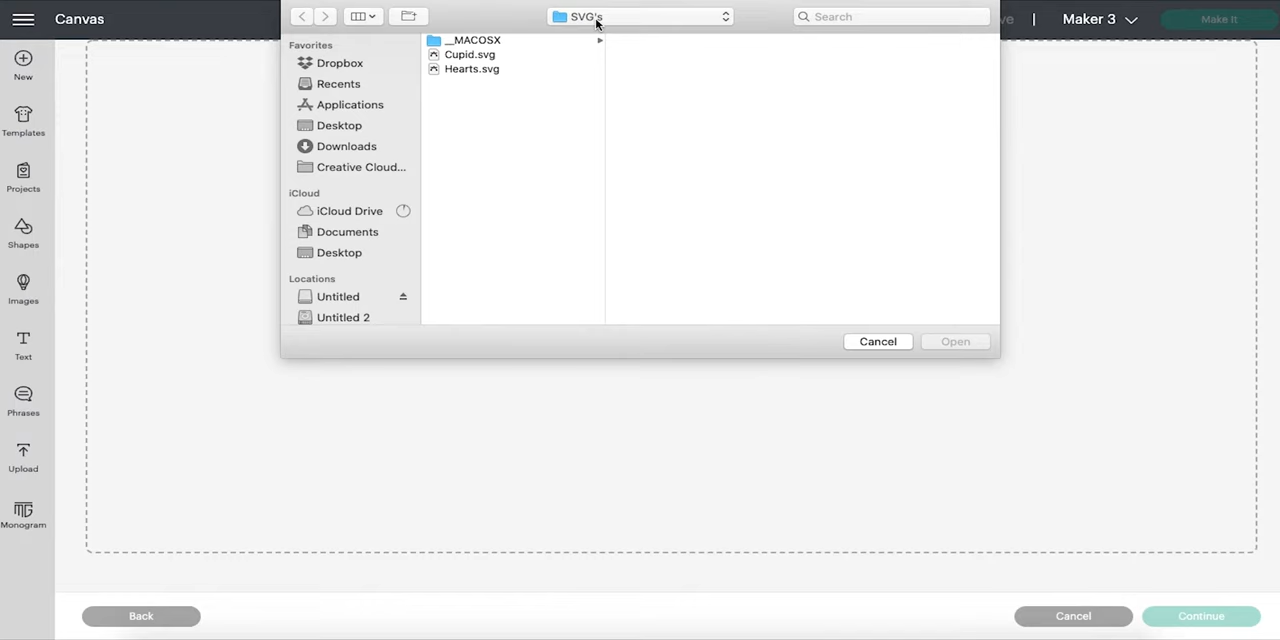 Canvas
SVG's
Search
ve
|
Maker 3
Make It
New
Templates
Projects
Shapes
Images
Text
Phrases
Upload
Monogram
Favorites
Dropbox
Recents
Applications
Desktop
Downloads
Creative Cloud...
iCloud
iCloud Drive
Documents
Desktop
Locations
Untitled
Untitled 2
__MACOSX
Cupid.svg
Hearts.svg
Cancel
Open
Back
Cancel
Continue